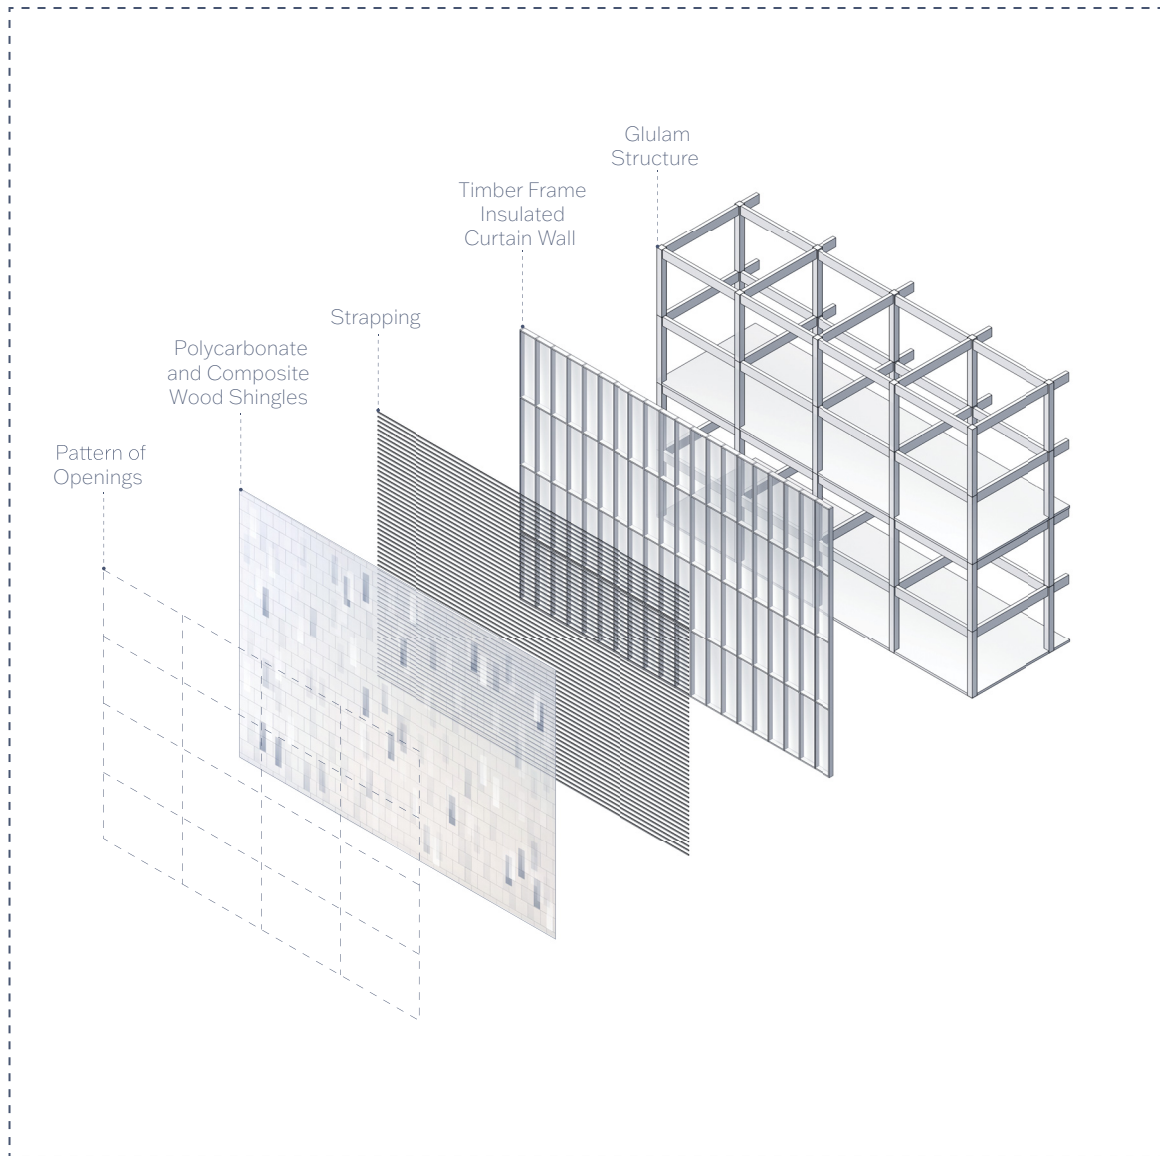 Glulam
Structure
Timber Frame
Insulated
Curtain Wall
Strapping
Polycarbonate
and Composite
Wood Shingles
Pattern of
Openings